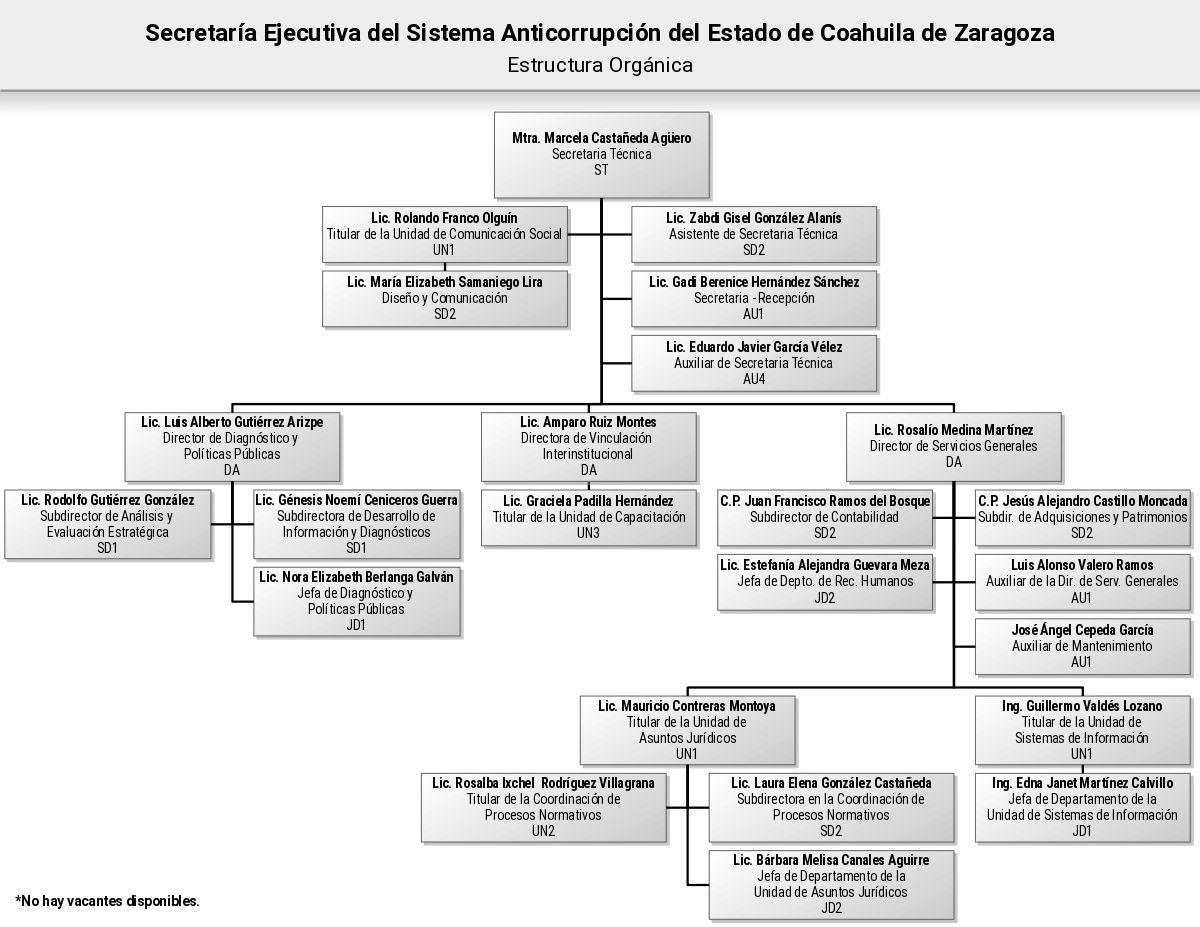 Secretaría Ejecutiva del Sistema Anticorrupción del Estado de Coahuila de Zaragoza
Estructura Orgánica
Mtra. Marcela Castañeda Agüero
Secretaria Técnica
ST
Lic. Rolando Franco Olguín
Titular de la Unidad de Comunicación Social
UN1
Lic. Zabdi Gisel González Alanís
Asistente de Secretaria Técnica
SD2
Lic. María Elizabeth Samaniego Lira
Diseño y Comunicación
SD2
Lic. Gadi Berenice Hernández Sánchez
Secretaria - Recepción
AU1
Lic. Eduardo Javier García Vélez
Auxiliar de Secretaria Técnica
AU4
Lic. Luis Alberto Gutiérrez Arizpe
Director de Diagnóstico y
Políticas Públicas
DA
Lic. Amparo Ruiz Montes
Directora de Vinculación
Interinstitucional
DA
Lic. Rosalío Medina Martínez
Director de Servicios Generales
DA
Lic. Rodolfo Gutiérrez González
Subdirector de Análisis y
Evaluación Estratégica
SD1
Lic. Génesis Noemí Ceniceros Guerra
Subdirectora de Desarrollo de
Información y Diagnósticos
SD1
Lic. Graciela Padilla Hernández
Titular de la Unidad de Capacitación
UN3
C.P. Juan Francisco Ramos del Bosque
Subdirector de Contabilidad
SD2
C.P. Jesús Alejandro Castillo Moncada
Subdir. de Adquisiciones y Patrimonios
SD2
Lic. Nora Elizabeth Berlanga Galván
Jefa de Diagnóstico y
Políticas Públicas
JD1
Lic. Estefanía Alejandra Guevara Meza
Jefa de Depto. de Rec. Humanos
JD2
Luis Alonso Valero Ramos
Auxiliar de la Dir. de Serv. Generales
AU1
José Ángel Cepeda García
Auxiliar de Mantenimiento
AU1
Lic. Mauricio Contreras Montoya
Titular de la Unidad de
Asuntos Jurídicos
UN1
Ing. Guillermo Valdés Lozano
Titular de la Unidad de
Sistemas de Información
UN1
Lic. Rosalba Ixchel Rodríguez Villagrana
Titular de la Coordinación de
Procesos Normativos
UN2
Lic. Laura Elena González Castañeda
Subdirectora en la Coordinación de
Procesos Normativos
SD2
Ing. Edna Janet Martínez Calvillo
Jefa de Departamento de la
Unidad de Sistemas de Información
JD1
Lic. Bárbara Melisa Canales Aguirre
Jefa de Departamento de la
Unidad de Asuntos Jurídicos
JD2
*No hay vacantes disponibles.